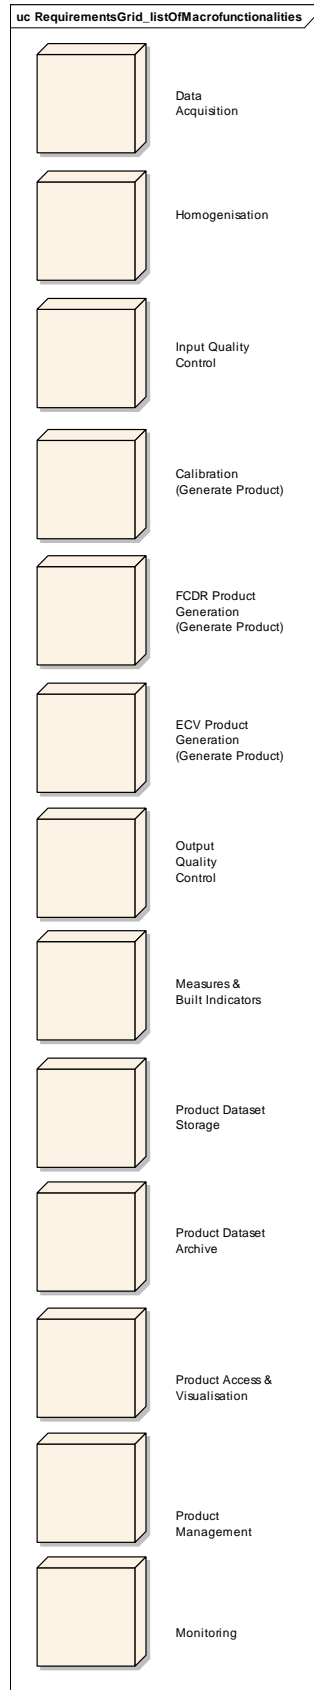 uc RequirementsGrid_listOfMacrofunctionalities
Data
Acquisition
Homogenisation
Input Quality
Control
Calibration
(Generate Product)
FCDR Product
Generation
(Generate Product)
ECV Product
Generation
(Generate Product)
Output
Quality
Control
Measures &
Built Indicators
Product Dataset
Storage
Product Dataset
Archive
Product Access &
Visualisation
Product
Management
Monitoring